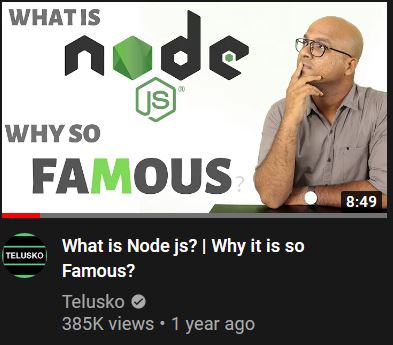 WHAT IS
node
JS®
WHY SO
FAMOUS?
8:49
TELUSKO
What is Node js? | Why it is so
Famous?
Telusko
385K views • 1 year ago